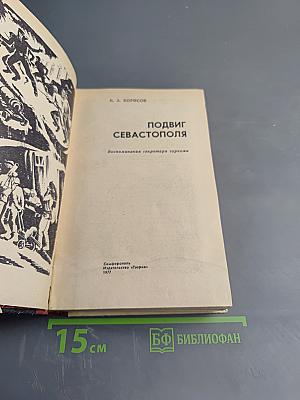 Б. А. БОРИСОВ
ПОДВИГ
СЕВАСТОПОЛЯ
Воспоминания секретаря горкома
Симферополь
Издательство «Таврия»
1977
15 см
БФ БИБЛИОФАН